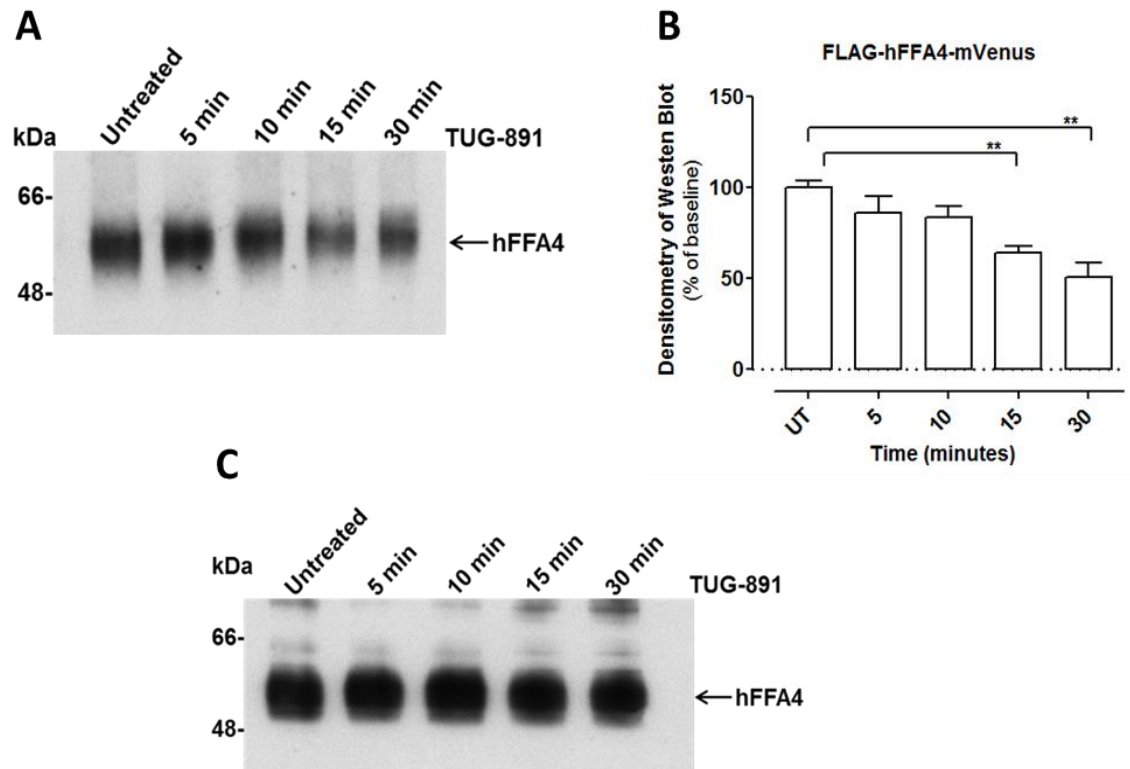 A
Untreated
5 min
10 min
15 min
30 min
kDa
TUG-891
66-
hFFA4
48-
B
FLAG-hFFA4-mVenus
Densitometry of Westen Blot
(% of baseline)
150
100
50
0
**
**
UT
5
10
15
30
Time (minutes)
C
Untreated
5 min
10 min
15 min
30 min
kDa
TUG-891
66-
hFFA4
48-